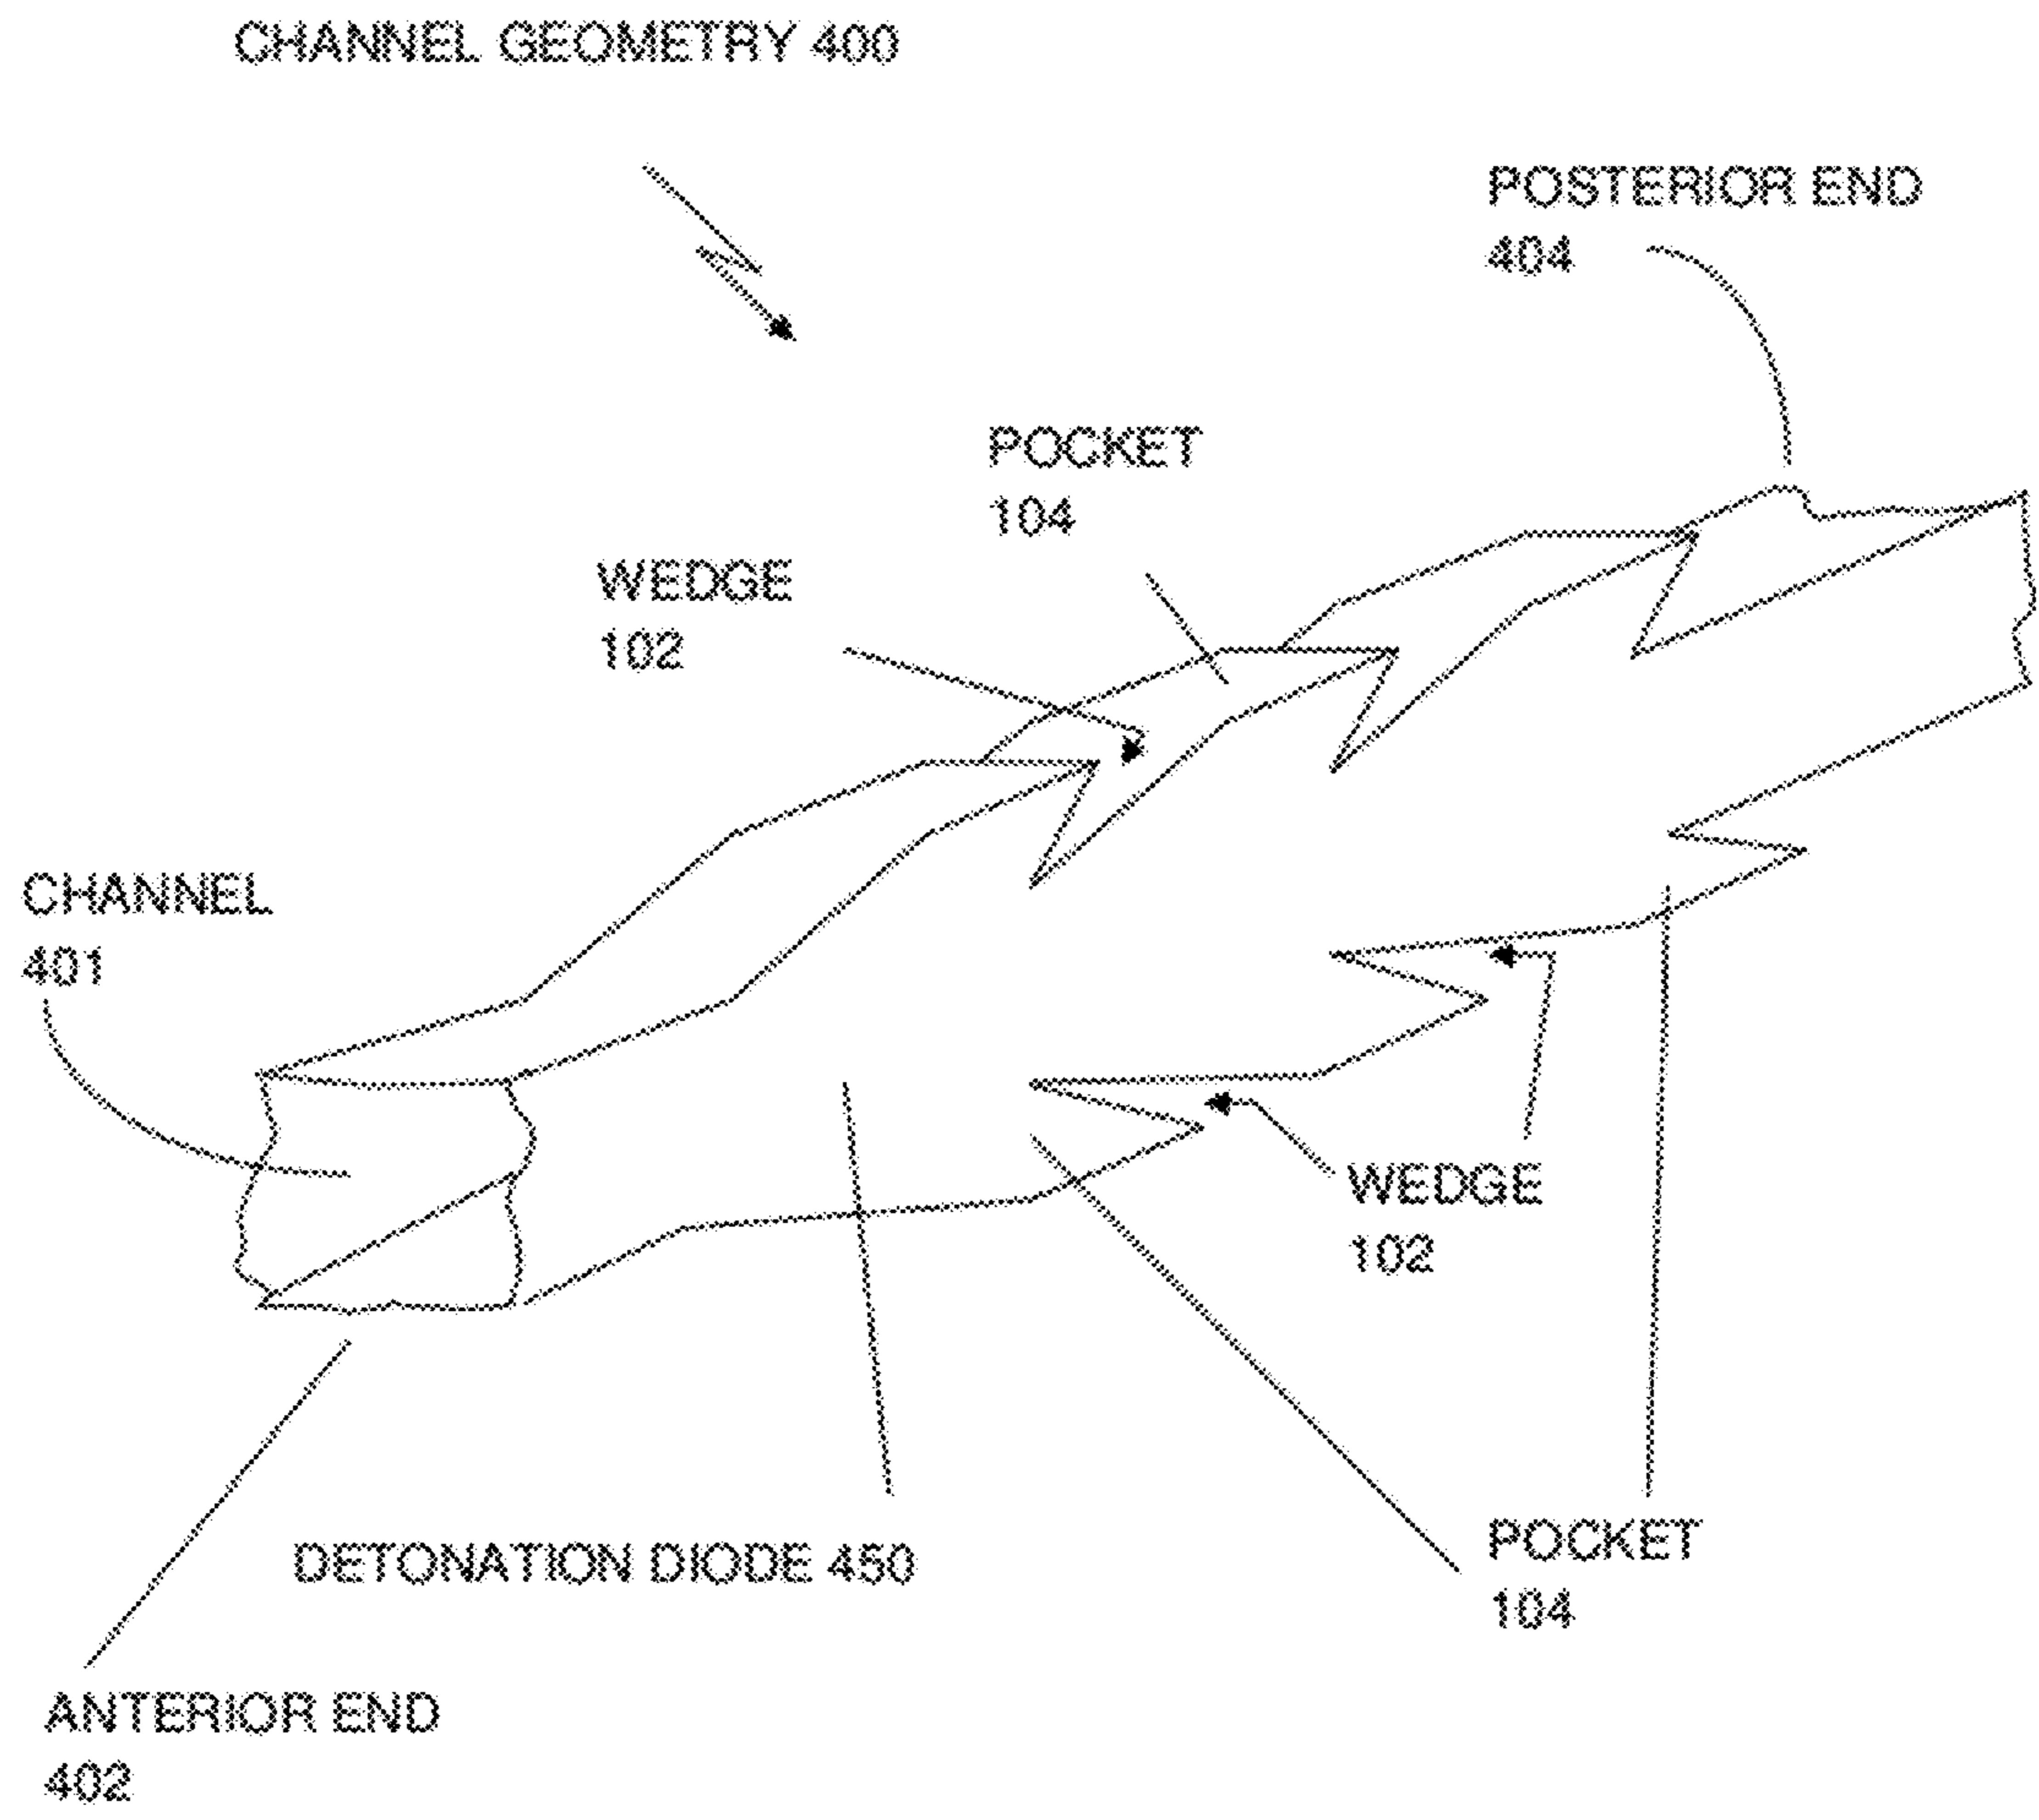 CHANNEL GEOMETRY 400
POSTERIOR END
404
POCKET
104
WEDGE
102
CHANNEL
401
WEDGE
102
DETONATION DIODE 450
POCKET
104
ANTERIOR END
402